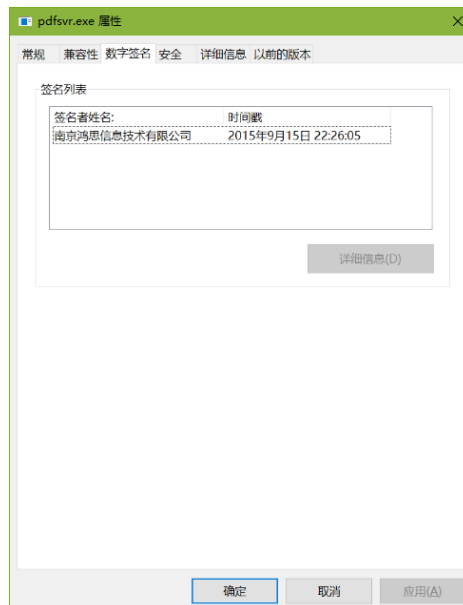 pdfsvr.exe 属性
常规 兼容性 数字签名 安全 详细信息 以前的版本
签名列表
签名者姓名: 时间戳
南京鸿思信息技术有限公司 2015年9月15日 22:26:05
详细信息(D)
确定 取消 应用(A)